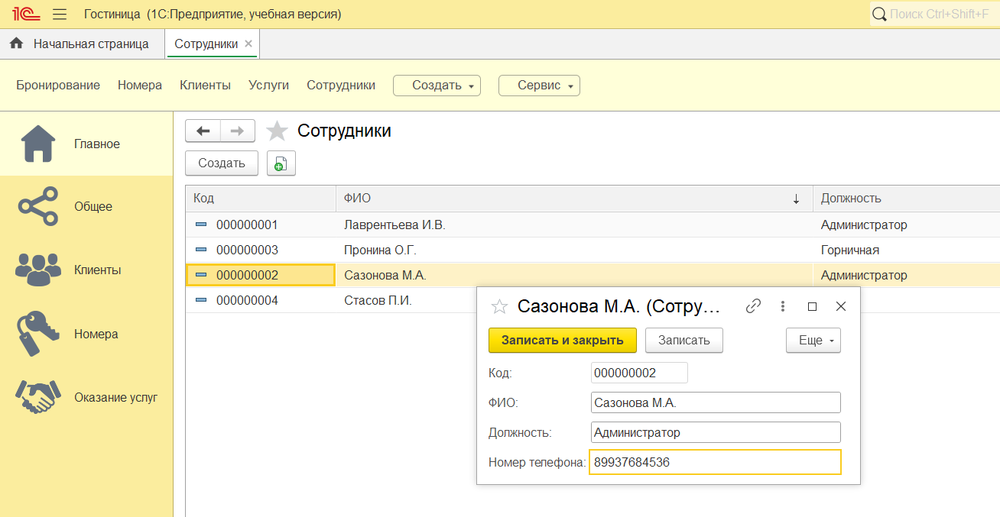 1С Гостиница (1С:Предприятие, учебная версия) Поиск Ctrl+Shift+F
Начальная страница Сотрудники
Бронирование Номера Клиенты Услуги Сотрудники Создать Сервис
Главное
Общее
Клиенты
Номера
Оказание услуг
Сотрудники
Создать
Код ФИО Должность
000000001 Лаврентьева И.В. Администратор
000000003 Пронина О.Г. Горничная
000000002 Сазонова М.А. Администратор
000000004 Стасов П.И.
Сазонова М.А. (Сотру...
Записать и закрыть Записать Еще
Код: 000000002
ФИО: Сазонова М.А.
Должность: Администратор
Номер телефона: 89937684536